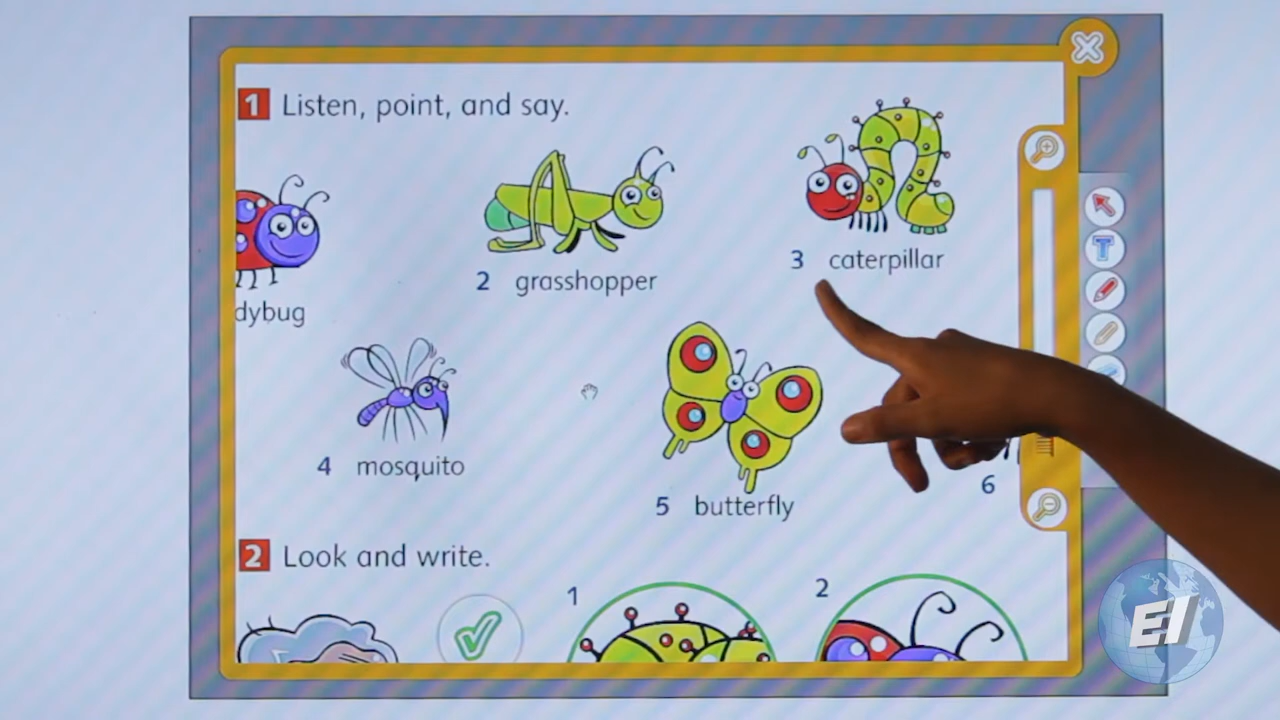 1 Listen, point, and say.
dybug
2 grasshopper
3 caterpillar
4 mosquito
5 butterfly
6
2 Look and write.
1
2
T
EI